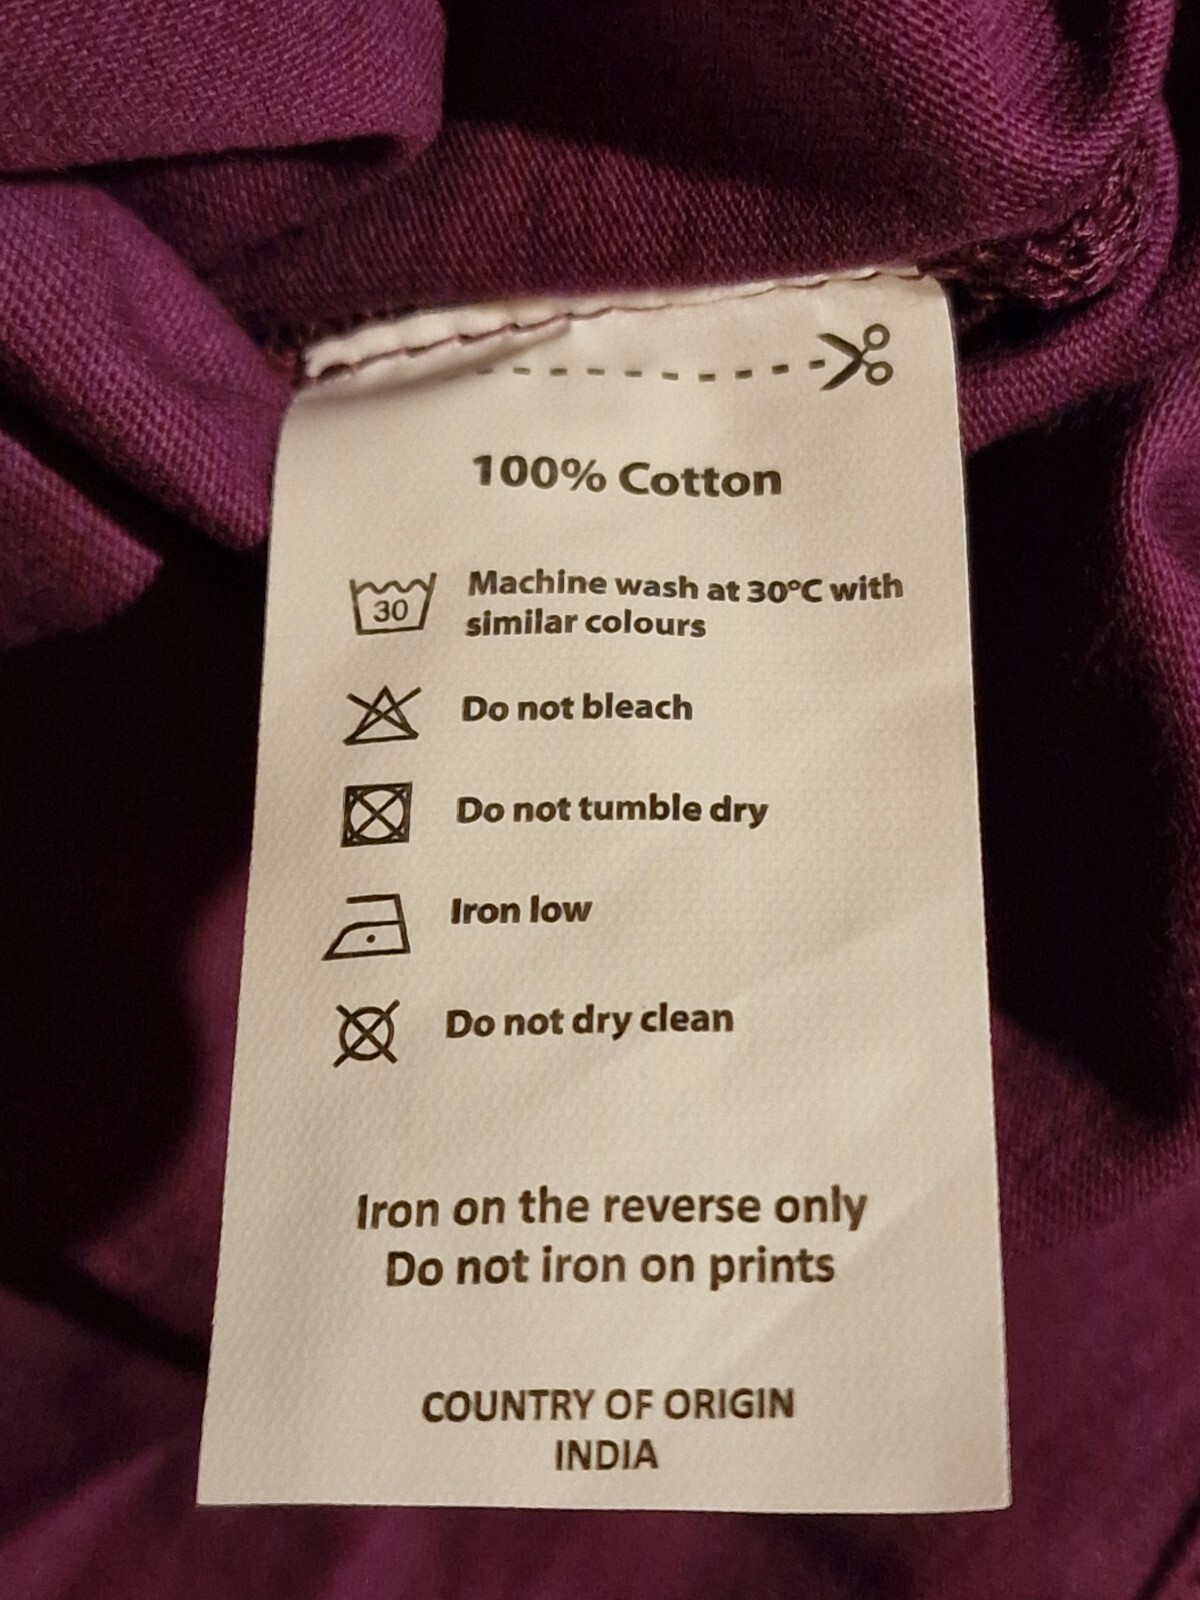 100% Cotton
30
Machine wash at 30°C with
similar colours
Do not bleach
Do not tumble dry
Iron low
Do not dry clean
Iron on the reverse only
Do not iron on prints
COUNTRY OF ORIGIN
INDIA